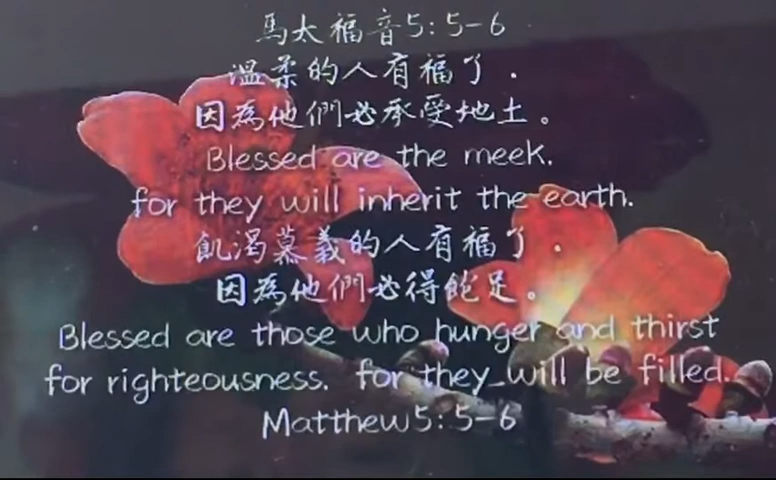 馬太福音5:5-6
溫柔的人有福了.
因為他們必承受地土。
Blessed are the meek.
for they will inherit the earth.
飢渴慕義的人有福了.
因為他們必得飽足。
Blessed are those who hunger and thirst
for righteousness. for they will be filled.
Matthew5:5-6